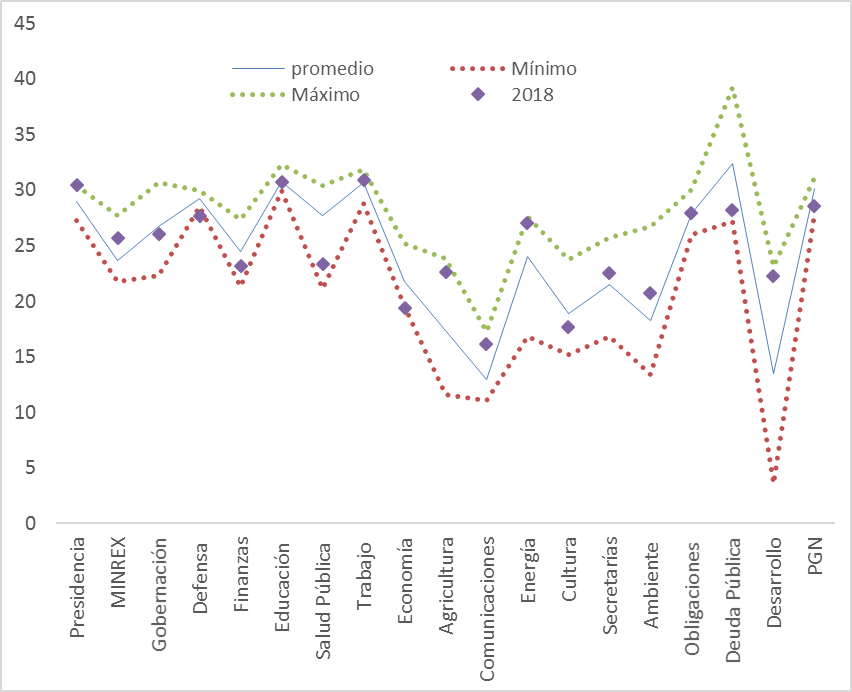 45
40
35
30
25
20
15
10
5
0
promedio
Mínimo
Máximo
2018
Presidencia
MINREX
Gobernación
Defensa
Finanzas
Educación
Salud Pública
Trabajo
Economía
Agricultura
Comunicaciones
Energía
Cultura
Secretarías
Ambiente
Obligaciones
Deuda Pública
Desarrollo
PGN